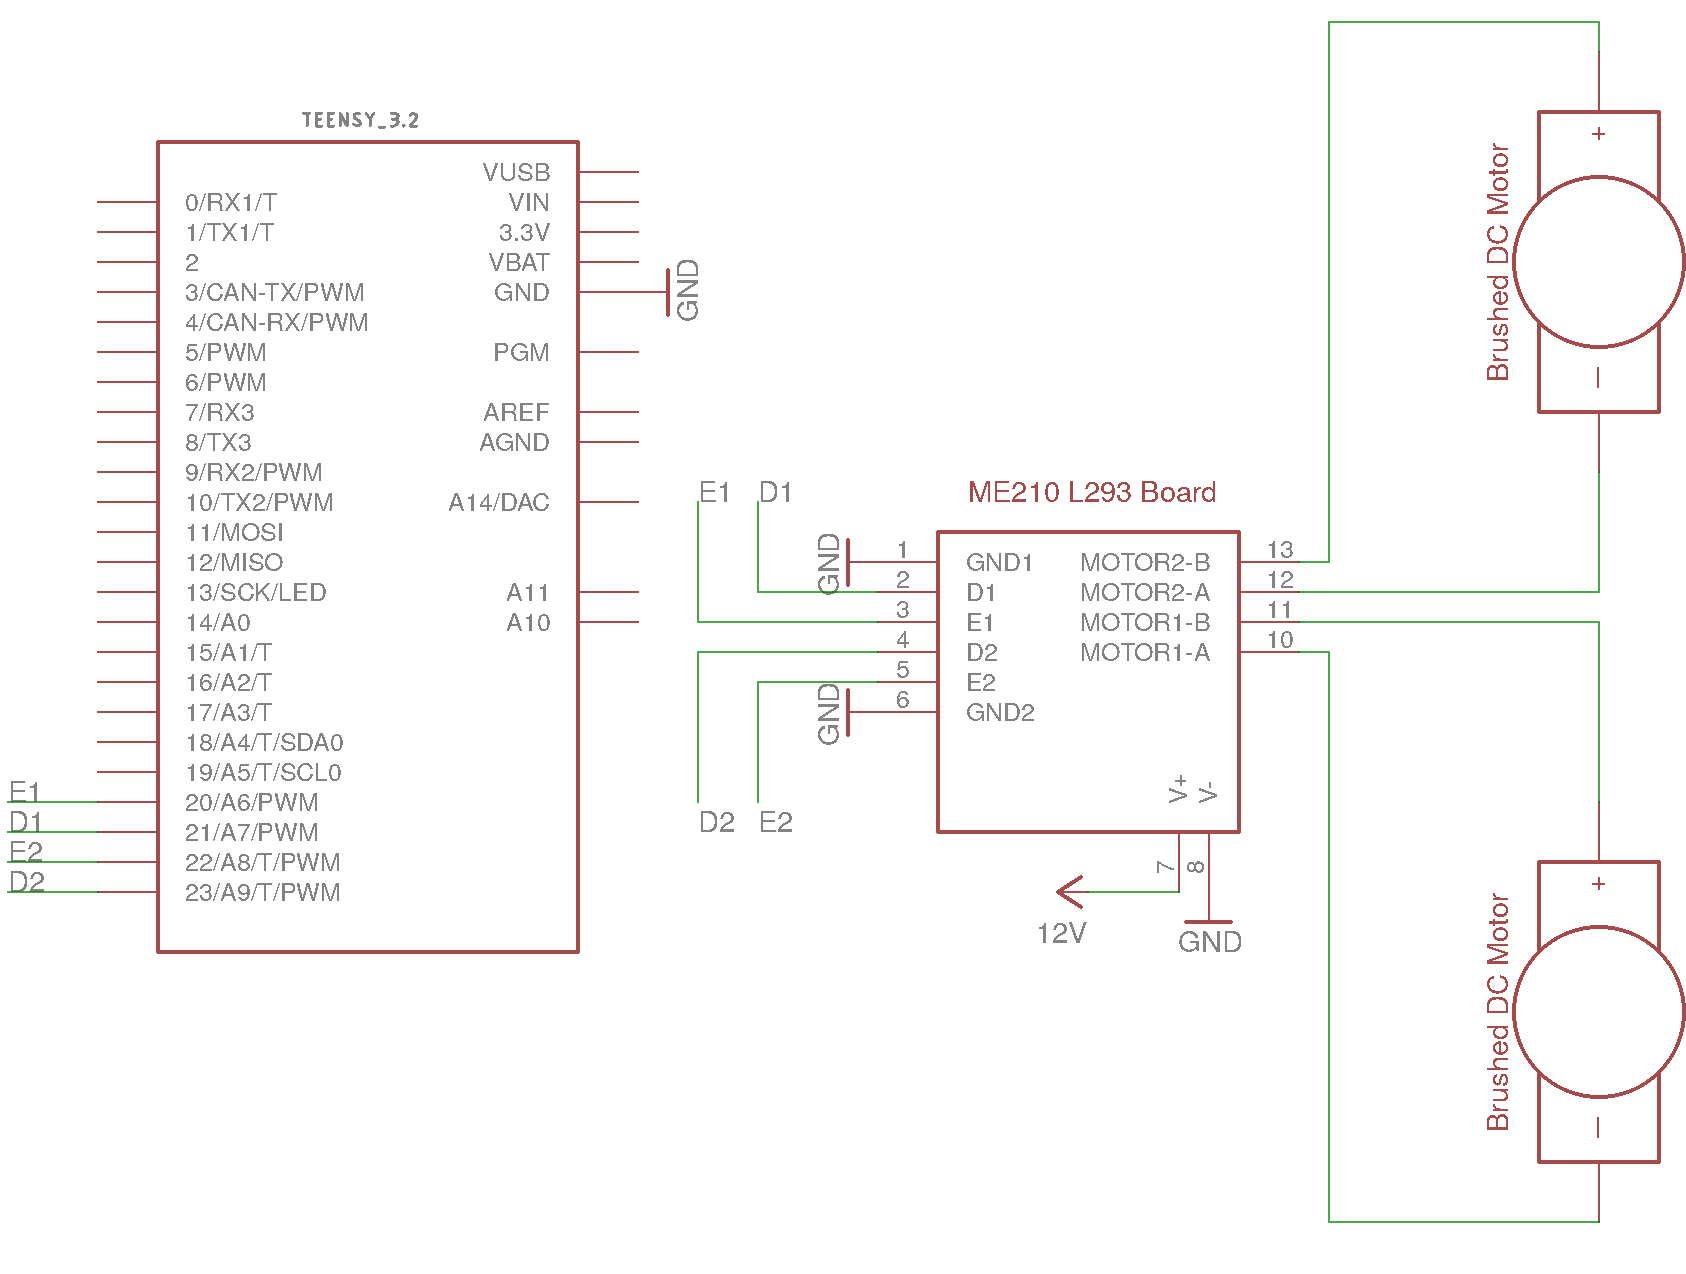 TEENSY_3.2
VUSB
VIN
3.3V
VBAT
GND
GND
PGM
AREF
AGND
A14/DAC
A11
A10
0/RX1/T
1/TX1/T
2
3/CAN-TX/PWM
4/CAN-RX/PWM
5/PWM
6/PWM
7/RX3
8/TX3
9/RX2/PWM
10/TX2/PWM
11/MOSI
12/MISO
13/SCK/LED
14/A0
15/A1/T
16/A2/T
17/A3/T
18/A4/T/SDA0
19/A5/T/SCL0
E1 20/A6/PWM
D1 21/A7/PWM
E2 22/A8/T/PWM
D2 23/A9/T/PWM
ME210 L293 Board
E1 D1
GND 1 GND1
2 D1
3 E1
4 D2
5 E2
GND 6 GND2
D2 E2
MOTOR2-B 13
MOTOR2-A 12
MOTOR1-B 11
MOTOR1-A 10
V+ V-
7 8
12V
GND
+
Brushed DC Motor
–
+
Brushed DC Motor
–